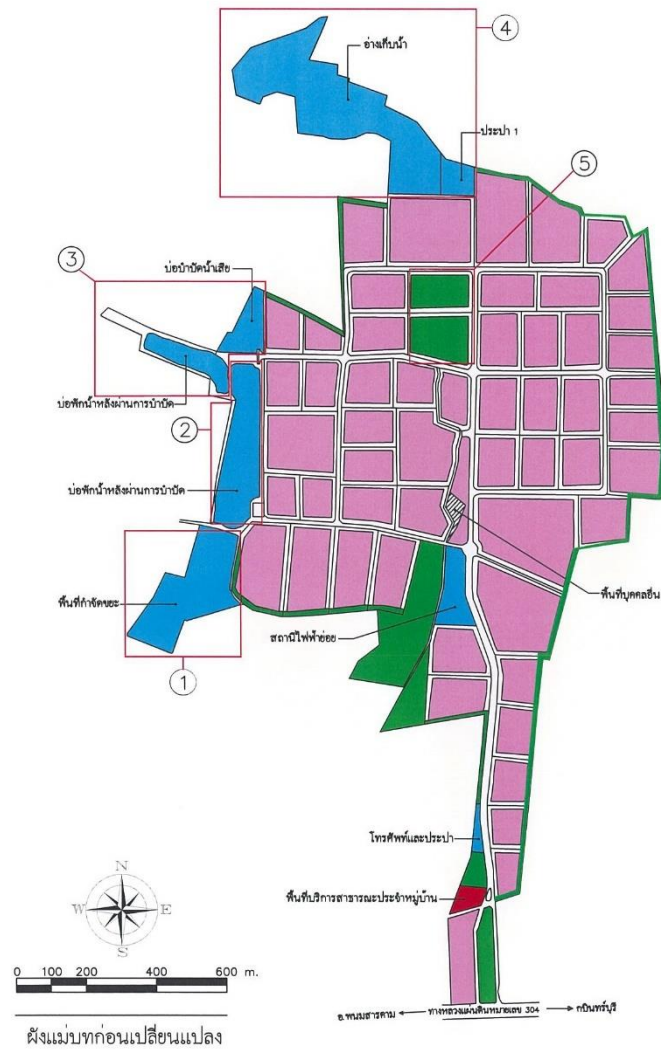 ④
อ่างเก็บน้ำ
ประปา 1
⑤
③
บ่อบำบัดน้ำเสีย
บ่อพักน้ำหลังผ่านการบำบัด
②
บ่อพักน้ำหลังผ่านการบำบัด
พื้นที่กำจัดขยะ
พื้นที่บุคคลอื่น
สถานีไฟฟ้าย่อย
①
โทรศัพท์และประปา
พื้นที่บริการสาธารณะประจำหมู่บ้าน
N
W E
S
0 100 200 400 600 m.
อ.พนมสารคาม ทางหลวงแผ่นดินหมายเลข 304 กบินทร์บุรี
ผังแม่บทก่อนเปลี่ยนแปลง